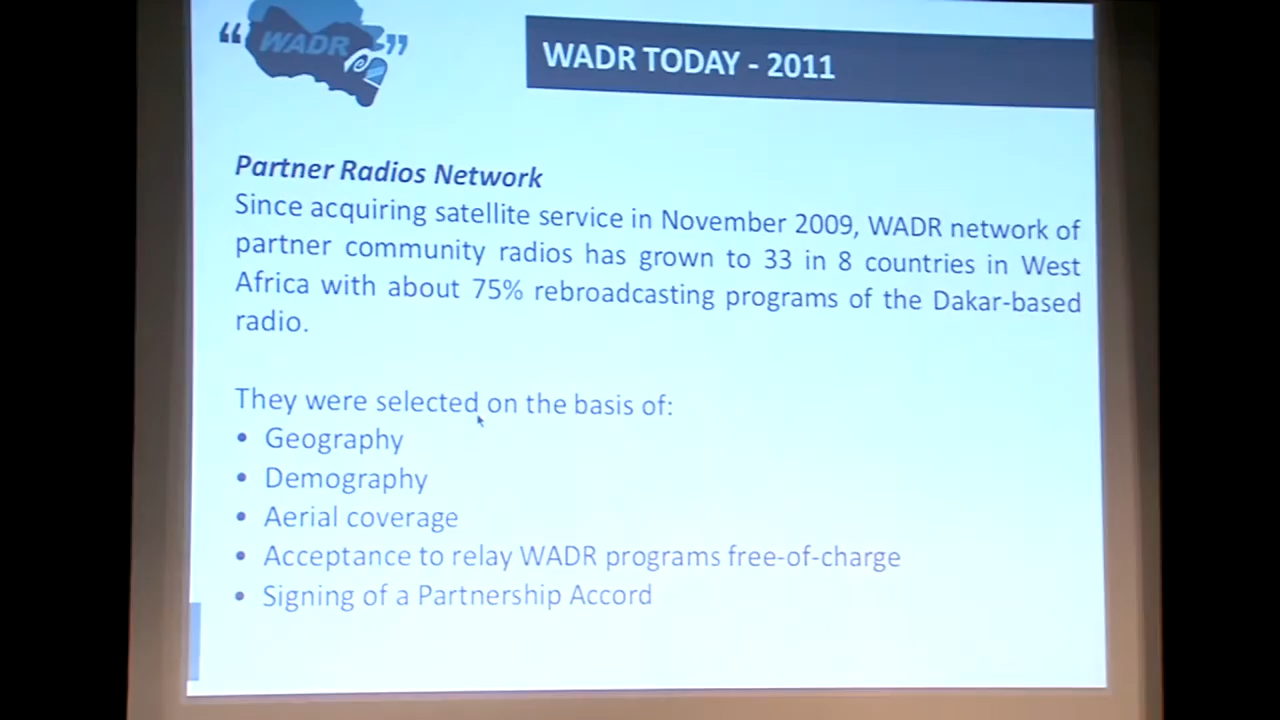 “WADR”
WADR TODAY - 2011
Partner Radios Network
Since acquiring satellite service in November 2009, WADR network of
partner community radios has grown to 33 in 8 countries in West
Africa with about 75% rebroadcasting programs of the Dakar-based
radio.
They were selected on the basis of:
• Geography
• Demography
• Aerial coverage
• Acceptance to relay WADR programs free-of-charge
• Signing of a Partnership Accord